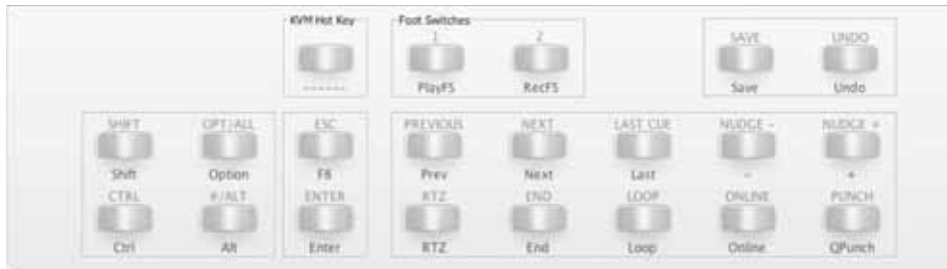 KVM Hot Key Foot Switches
1 2 SAVE UNDO
------ PlayFS RecFS Save Undo
SHIFT OPT/ALL ESC PREVIOUS NEXT LAST CUE NUDGE - NUDGE +
Shift Option F8 Prev Next Last - +
CTRL #/ALT ENTER RTZ END LOOP ONLINE PUNCH
Ctrl Alt Enter RTZ End Loop Online QPunch